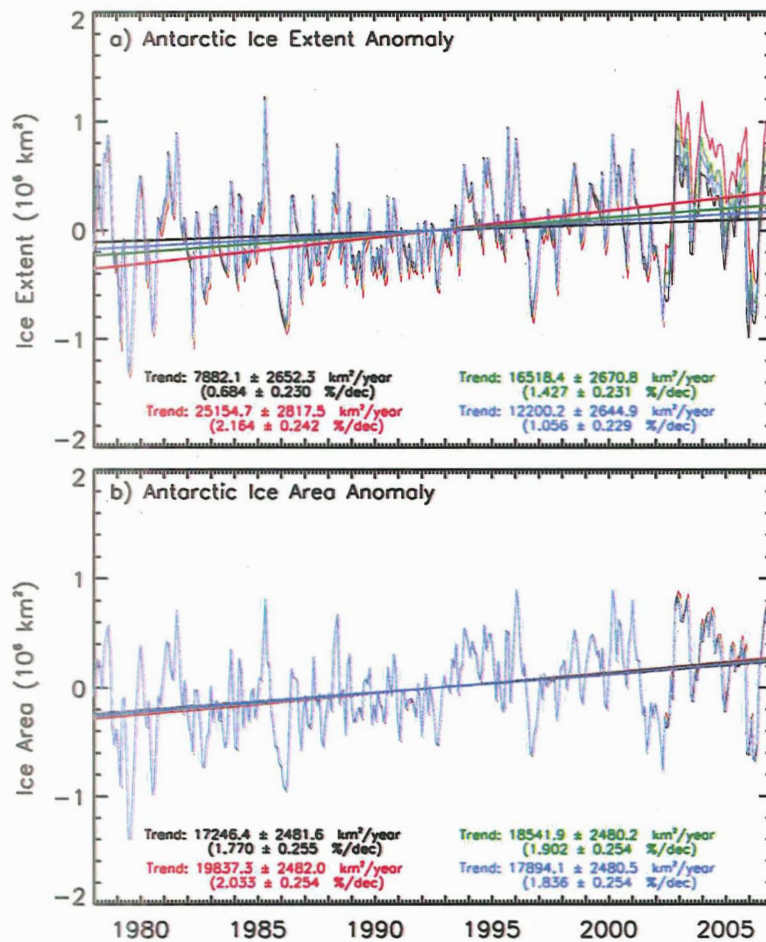 2
a) Antarctic Ice Extent Anomaly
1
0
−1
−2
Ice Extent (10⁶ km²)
Trend: 7882.1 ± 2652.3 km²/year
(0.684 ± 0.230 %/dec)
Trend: 16518.4 ± 2670.8 km²/year
(1.427 ± 0.231 %/dec)
Trend: 25154.7 ± 2817.5 km²/year
(2.164 ± 0.242 %/dec)
Trend: 12200.2 ± 2644.9 km²/year
(1.056 ± 0.229 %/dec)
2
b) Antarctic Ice Area Anomaly
1
0
−1
−2
Ice Area (10⁶ km²)
Trend: 17246.4 ± 2481.6 km²/year
(1.770 ± 0.255 %/dec)
Trend: 18541.9 ± 2480.2 km²/year
(1.902 ± 0.254 %/dec)
Trend: 19837.3 ± 2482.0 km²/year
(2.033 ± 0.254 %/dec)
Trend: 17894.1 ± 2480.5 km²/year
(1.836 ± 0.254 %/dec)
1980 1985 1990 1995 2000 2005